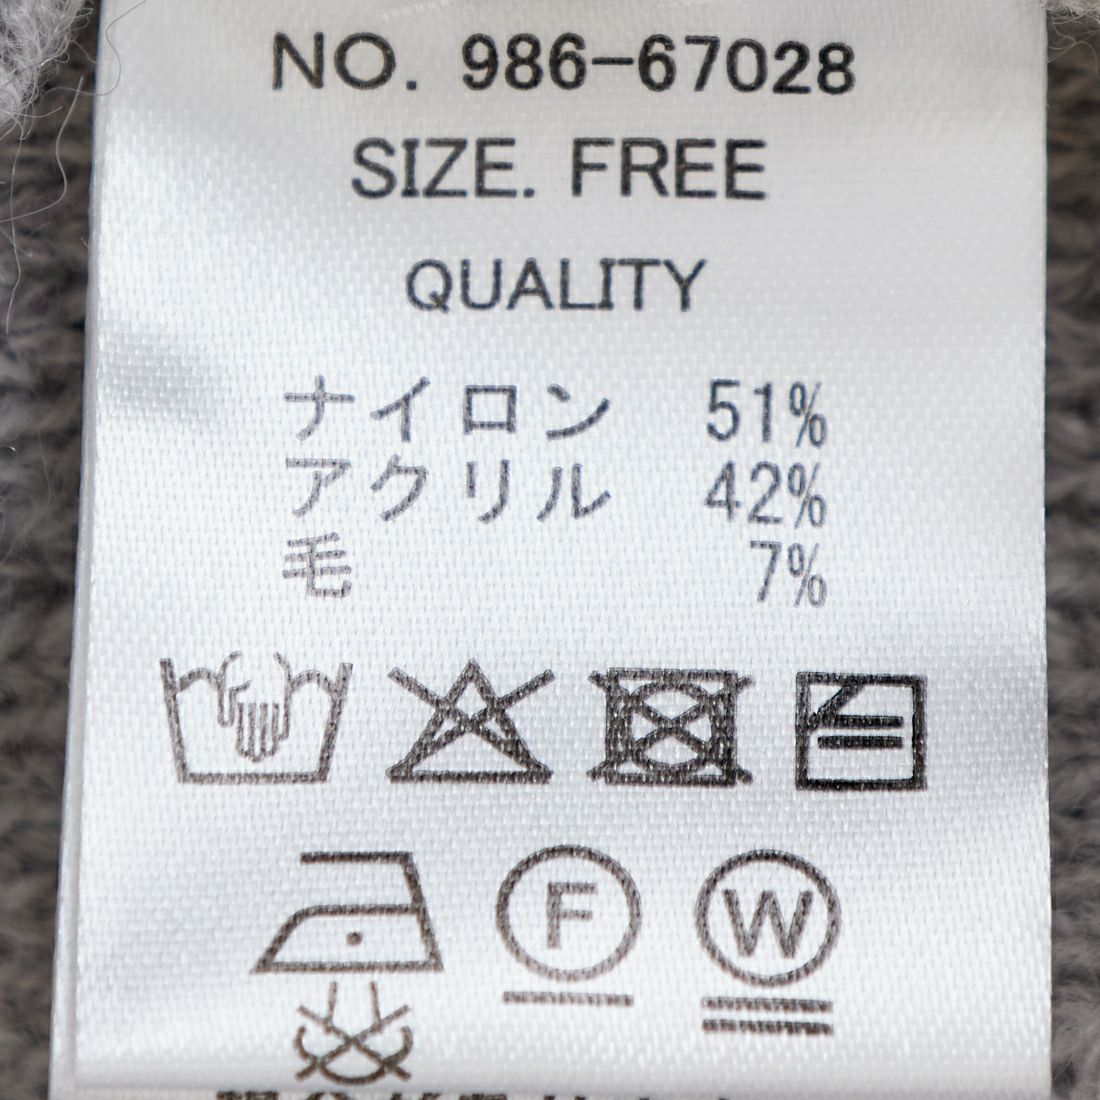 NO. 986-67028
SIZE. FREE
QUALITY
ナイロン 51%
アクリル 42%
毛 7%
F W